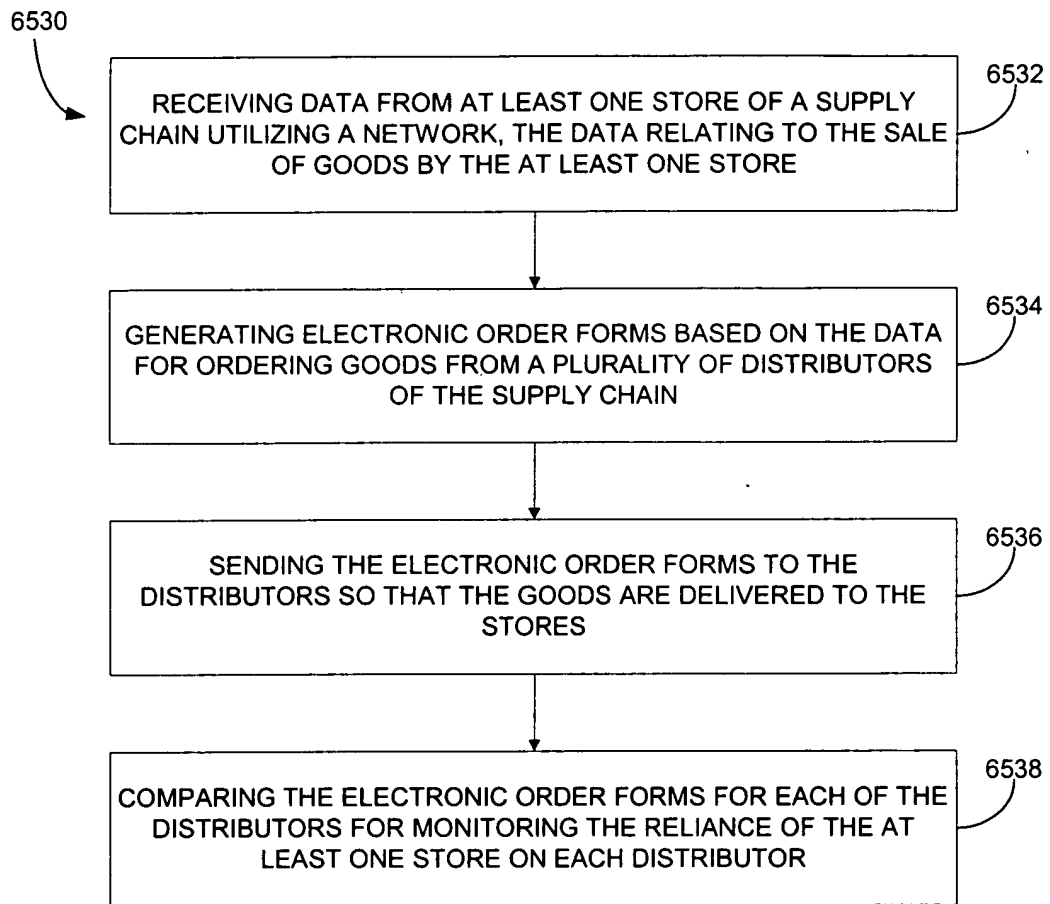 6530
6532
RECEIVING DATA FROM AT LEAST ONE STORE OF A SUPPLY
CHAIN UTILIZING A NETWORK, THE DATA RELATING TO THE SALE
OF GOODS BY THE AT LEAST ONE STORE
6534
GENERATING ELECTRONIC ORDER FORMS BASED ON THE DATA
FOR ORDERING GOODS FROM A PLURALITY OF DISTRIBUTORS
OF THE SUPPLY CHAIN
6536
SENDING THE ELECTRONIC ORDER FORMS TO THE
DISTRIBUTORS SO THAT THE GOODS ARE DELIVERED TO THE
STORES
6538
COMPARING THE ELECTRONIC ORDER FORMS FOR EACH OF THE
DISTRIBUTORS FOR MONITORING THE RELIANCE OF THE AT
LEAST ONE STORE ON EACH DISTRIBUTOR